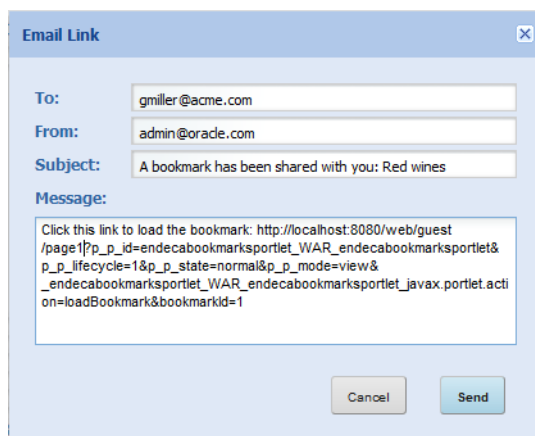 Email Link
To: gmiller@acme.com
From: admin@oracle.com
Subject: A bookmark has been shared with you: Red wines
Message:
Click this link to load the bookmark: http://localhost:8080/web/guest
/page1?p_p_id=endecabookmarksportlet_WAR_endecabookmarksportlet&
p_p_lifecycle=1&p_p_state=normal&p_p_mode=view&
_endecabookmarksportlet_WAR_endecabookmarksportlet_javax.portlet.acti
on=loadBookmark&bookmarkId=1
Cancel Send